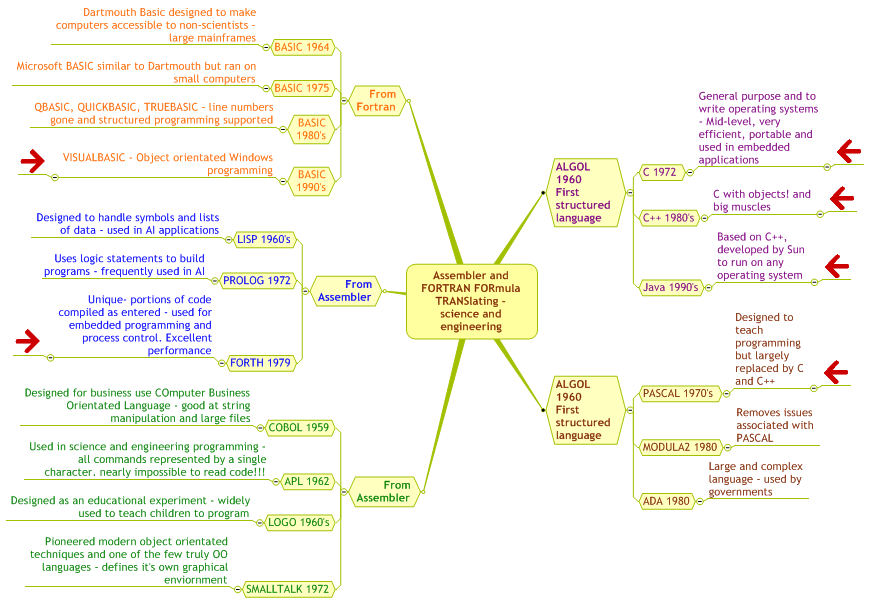 Dartmouth Basic designed to make
computers accessible to non-scientists -
large mainframes
BASIC 1964
Microsoft BASIC similar to Dartmouth but ran on
small computers
BASIC 1975
QBASIC, QUICKBASIC, TRUEBASIC - line numbers
gone and structured programming supported
BASIC
1980's
VISUALBASIC - Object orientated Windows
programming
BASIC
1990's
From
Fortran
Designed to handle symbols and lists
of data - used in AI applications
LISP 1960's
Uses logic statements to build
programs - frequently used in AI
PROLOG 1972
Unique- portions of code
compiled as entered - used for
embedded programming and
process control. Excellent
performance
FORTH 1979
From
Assembler
Designed for business use COmputer Business
Orientated Language - good at string
manipulation and large files
COBOL 1959
Used in science and engineering programming -
all commands represented by a single
character. nearly impossible to read code!!!
APL 1962
Designed as an educational experiment - widely
used to teach children to program
LOGO 1960's
Pioneered modern object orientated
techniques and one of the few truly OO
languages - defines it's own graphical
enviornment
SMALLTALK 1972
From
Assembler
Assembler and
FORTRAN FORmula
TRANSlating -
science and
engineering
ALGOL
1960
First
structured
language
General purpose and to
write operating systems
- Mid-level, very
efficient, portable and
used in embedded
applications
C 1972
C with objects! and
big muscles
C++ 1980's
Based on C++,
developed by Sun
to run on any
operating system
Java 1990's
ALGOL
1960
First
structured
language
Designed to
teach
programming
but largely
replaced by C
and C++
PASCAL 1970's
Removes issues
associated with
PASCAL
MODULA2 1980
Large and complex
language - used by
governments
ADA 1980